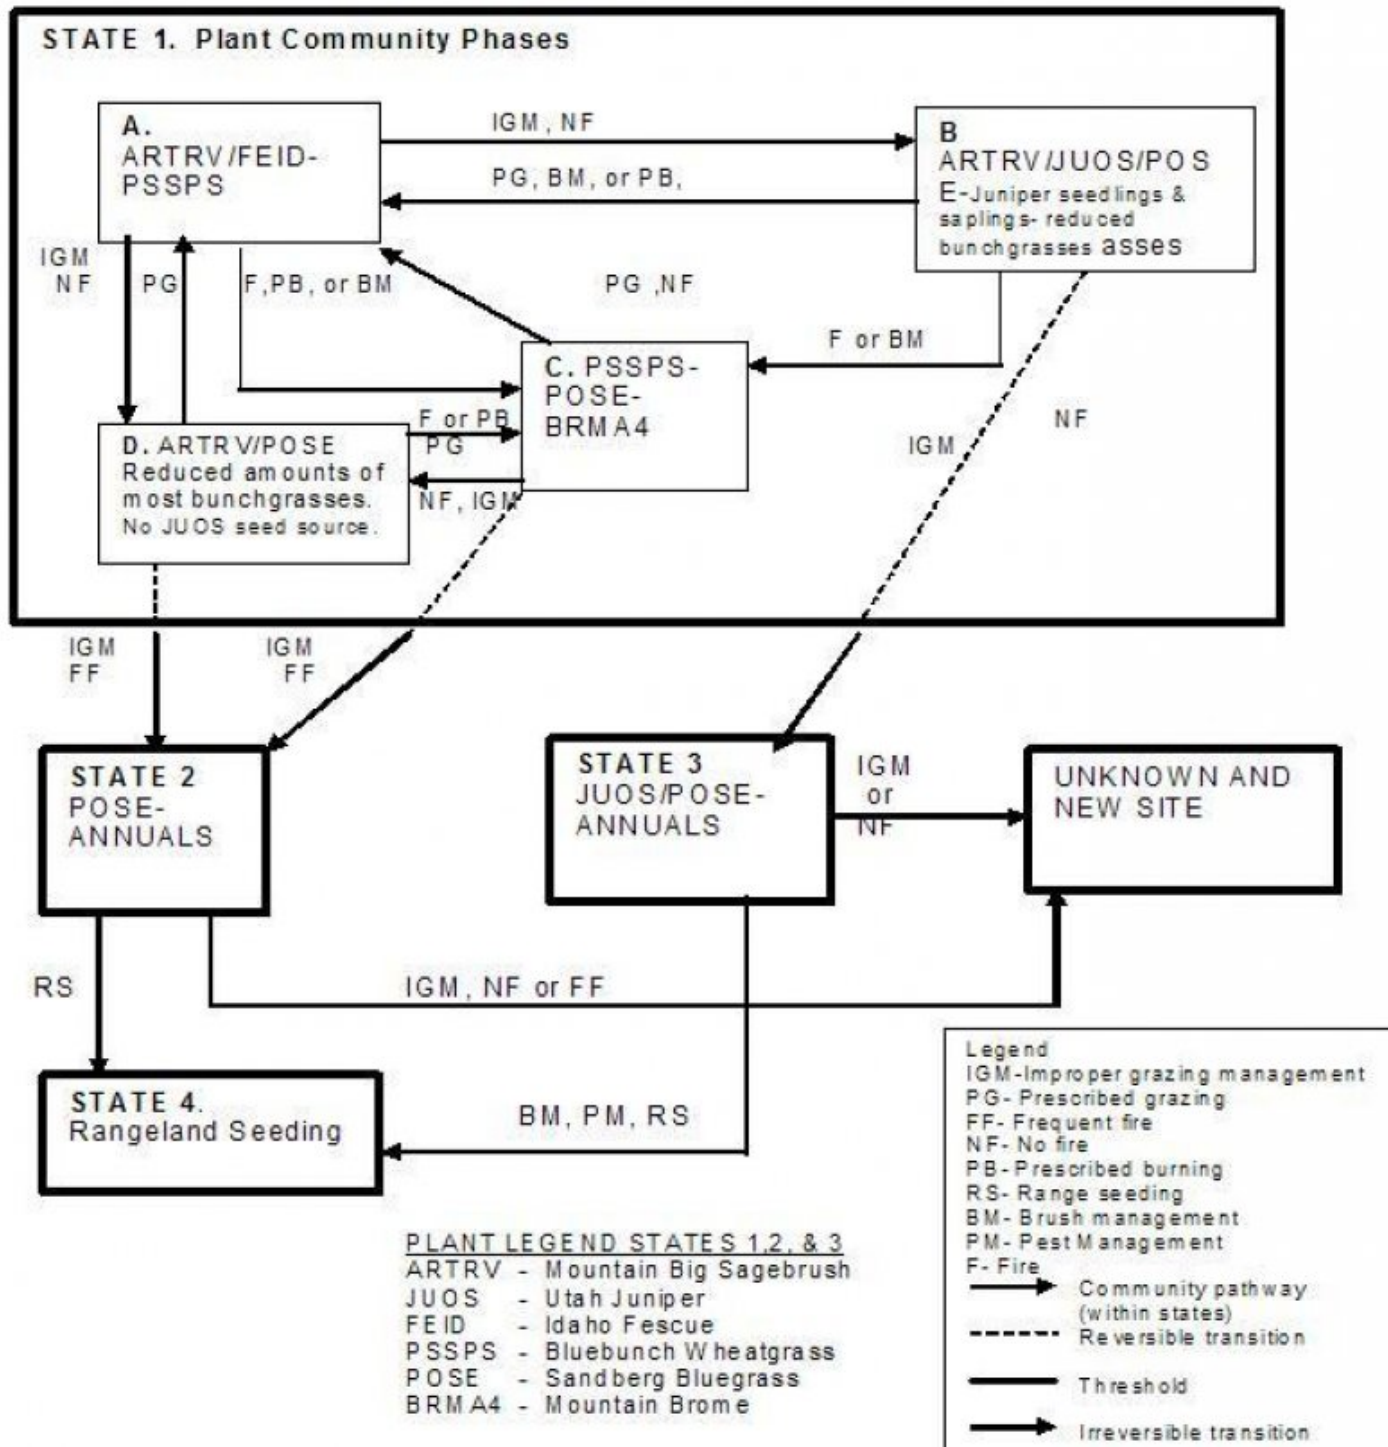 STATE 1. Plant Community Phases
A.
ARTRV/FEID-
PSSPS
IGM, NF
PG, BM, or PB,
B
ARTRV/JUOS/POS
E-Juniper seedlings &
saplings- reduced
bunchgrasses asses
IGM
NF
PG
F,PB, or BM
PG ,NF
F or BM
C. PSSPS-
POSE-
BRMA4
NF
IGM
F or PB
PG
NF, IGM
D. ARTRV/POSE
Reduced amounts of
most bunchgrasses.
No JUOS seed source.
IGM
FF
IGM
FF
STATE 2
POSE-
ANNUALS
STATE 3
JUOS/POSE-
ANNUALS
IGM
or
NF
UNKNOWN AND
NEW SITE
RS
IGM, NF or FF
STATE 4.
Rangeland Seeding
BM, PM, RS
Legend
IGM-Improper grazing management
PG- Prescribed grazing
FF- Frequent fire
NF- No fire
PB- Prescribed burning
RS- Range seeding
BM- Brush management
PM- Pest Management
F- Fire
Community pathway
(within states)
Reversible transition
Threshold
Irreversible transition
PLANT LEGEND STATES 1,2, & 3
ARTRV - Mountain Big Sagebrush
JUOS - Utah Juniper
FEID - Idaho Fescue
PSSPS - Bluebunch Wheatgrass
POSE - Sandberg Bluegrass
BRMA4 - Mountain Brome